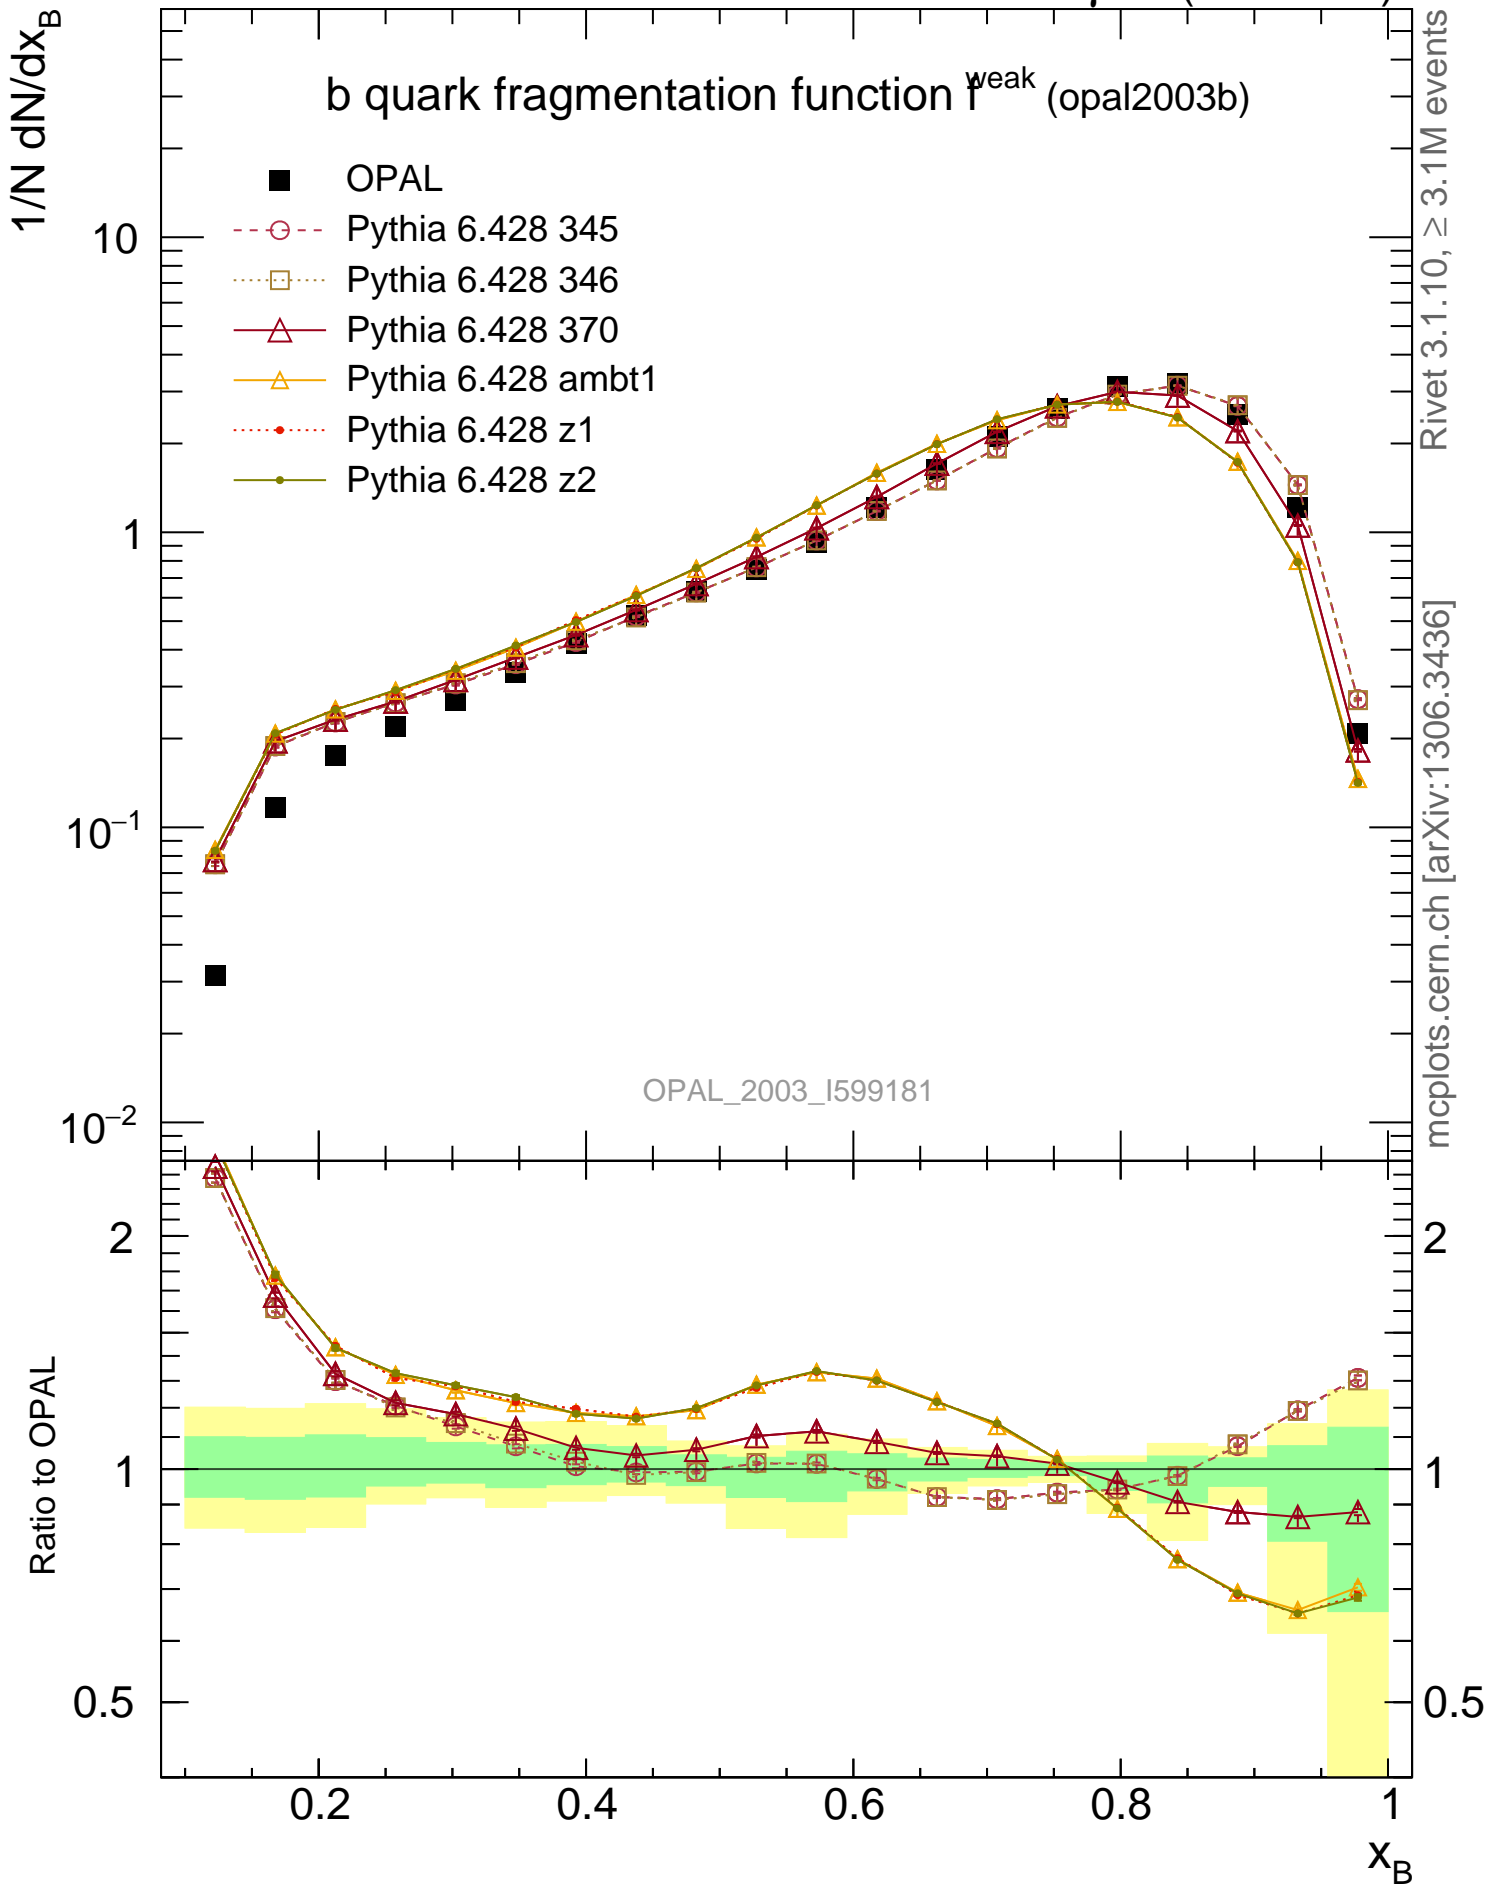 b quark fragmentation function f^weak (opal2003b)
1/N dN/dx_B
OPAL
Pythia 6.428 345
Pythia 6.428 346
Pythia 6.428 370
Pythia 6.428 ambt1
Pythia 6.428 z1
Pythia 6.428 z2
10
1
10^−1
10^−2
OPAL_2003_I599181
Rivet 3.1.10, ≥ 3.1M events
mcplots.cern.ch [arXiv:1306.3436]
Ratio to OPAL
2
1
0.5
2
1
0.5
0.2
0.4
0.6
0.8
1
x_B